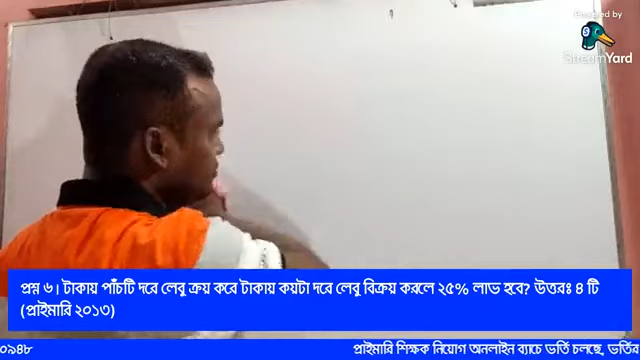 Powered by
StreamYard
প্রশ্ন ৬। টাকায় পাঁচটি দরে লেবু ক্রয় করে টাকায় কয়টা দরে লেবু বিক্রয় করলে ২৫% লাভ হবে? উত্তরঃ ৪ টি
(প্রাইমারি ২০১৩)
০৯৪৮ প্রাইমারি শিক্ষক নিয়োগ অনলাইন ব্যাচে ভর্তি চলছে, ভর্তির